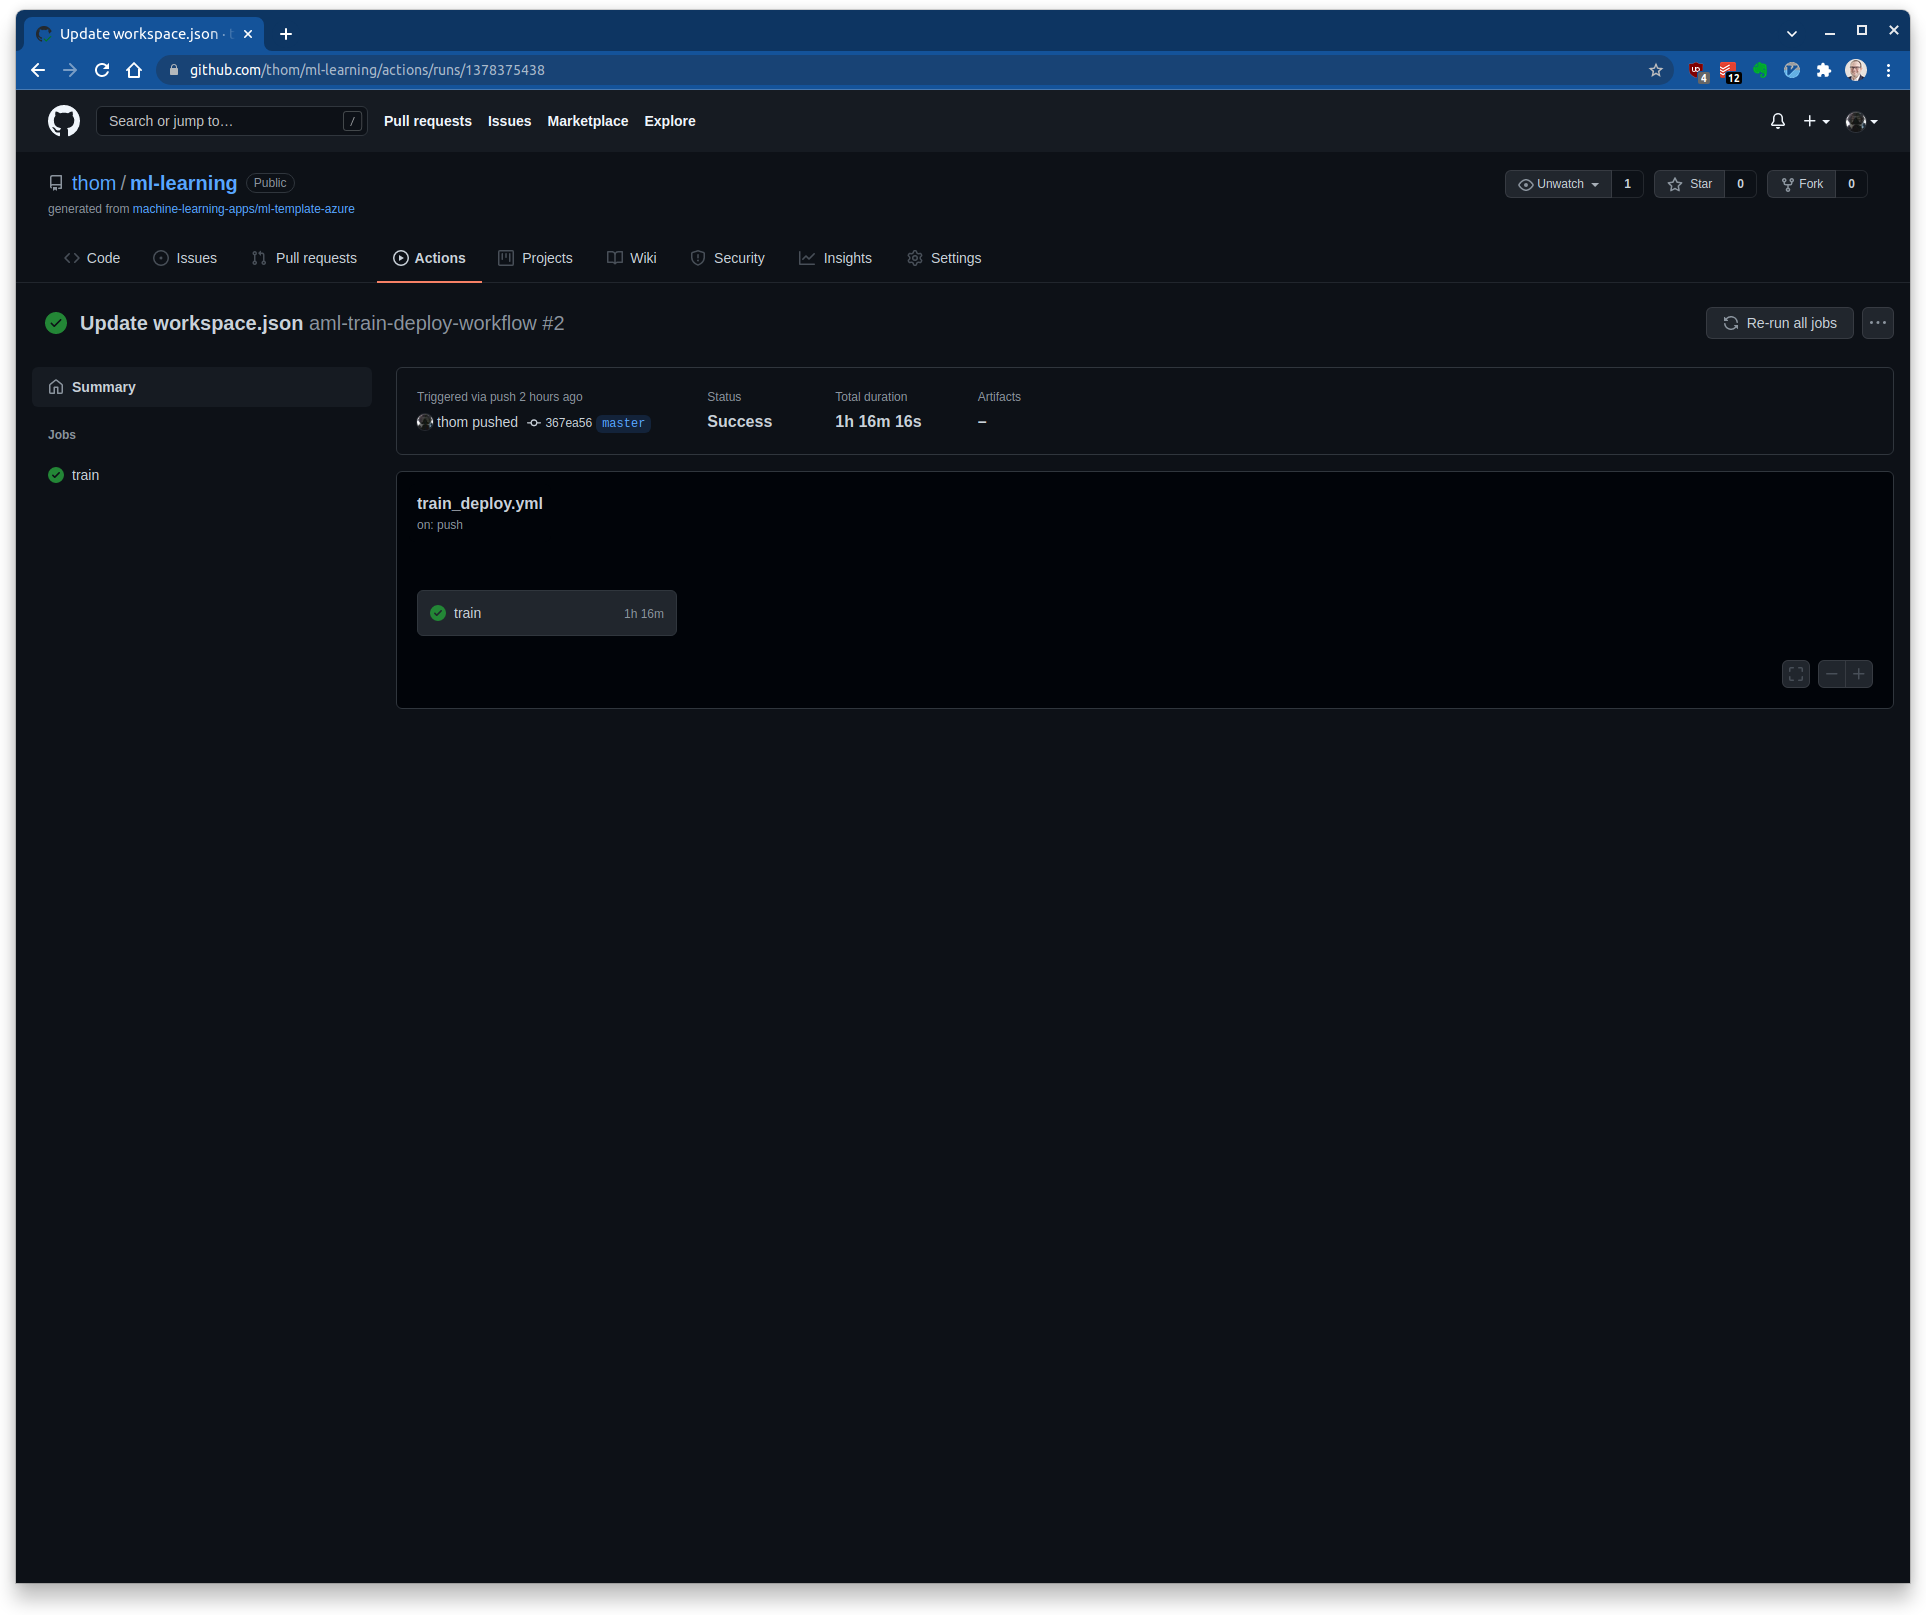 Update workspace.json · t
github.com/thom/ml-learning/actions/runs/1378375438
4
12
Search or jump to…
/
Pull requests Issues Marketplace Explore
thom / ml-learning Public
Unwatch 1 Star 0 Fork 0
generated from machine-learning-apps/ml-template-azure
Code Issues Pull requests Actions Projects Wiki Security Insights Settings
Update workspace.json aml-train-deploy-workflow #2
Re-run all jobs
Summary
Jobs
train
Triggered via push 2 hours ago
thom pushed 367ea56 master
Status
Success
Total duration
1h 16m 16s
Artifacts
–
train_deploy.yml
on: push
train 1h 16m